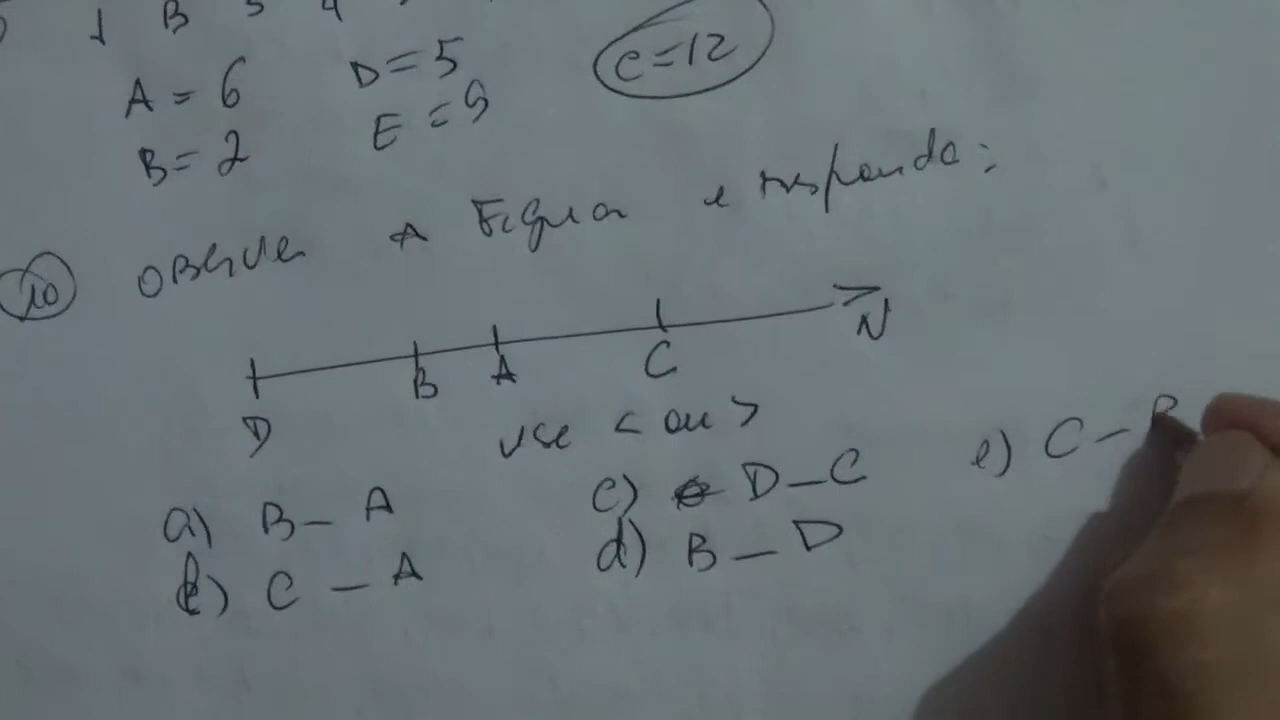 1 B 3 4
A = 6 D = 5 C = 12
B = 2 E = 9
10 Observe A Figura e responda:
D B A C N
use < ou >
a) B — A c) D — C e) C — B
b) C — A d) B — D